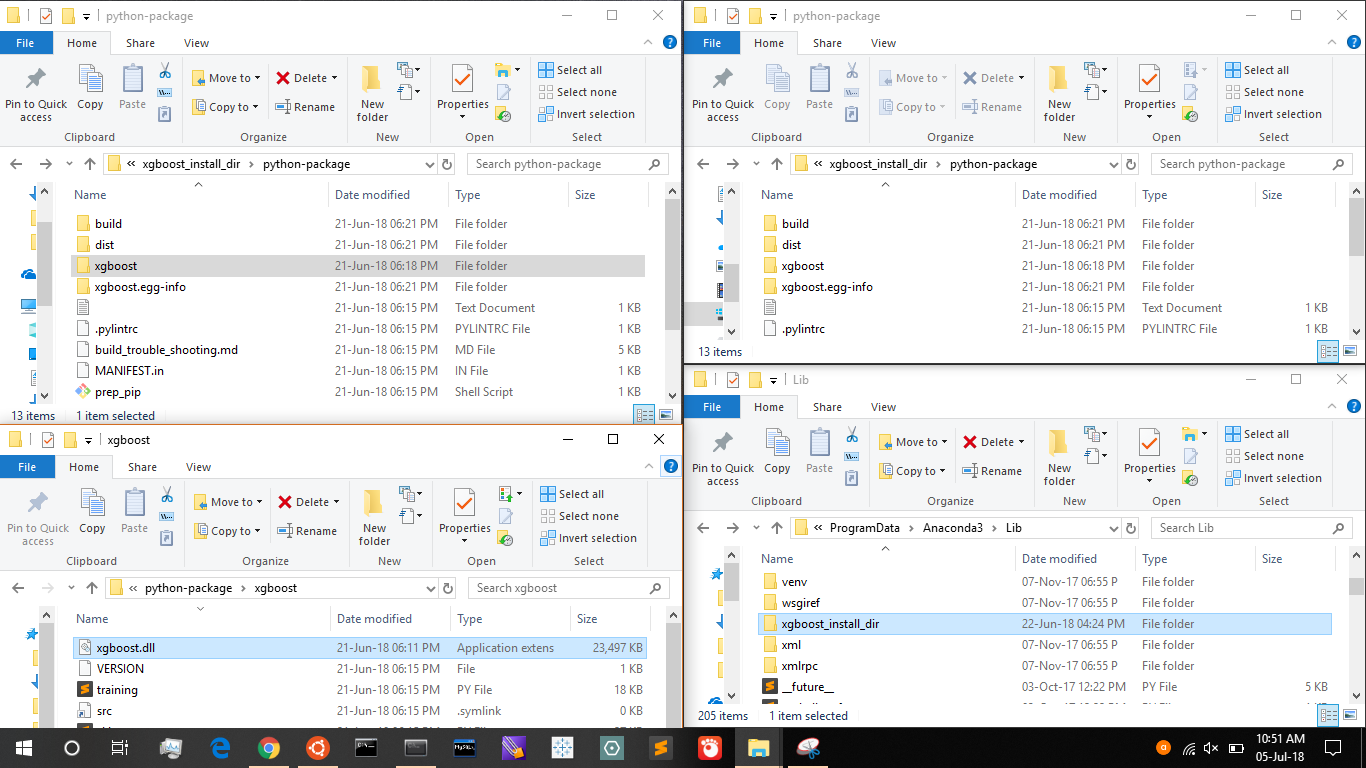 python-package
File Home Share View
Pin to Quick access
Copy
Paste
Move to
Copy to
Delete
Rename
New folder
Properties
Select all
Select none
Invert selection
Clipboard Organize New Open Select
« xgboost_install_dir > python-package
Search python-package
Name Date modified Type Size
build 21-Jun-18 06:21 PM File folder
dist 21-Jun-18 06:21 PM File folder
xgboost 21-Jun-18 06:18 PM File folder
xgboost.egg-info 21-Jun-18 06:21 PM File folder
21-Jun-18 06:15 PM Text Document 1 KB
.pylintrc 21-Jun-18 06:15 PM PYLINTRC File 1 KB
build_trouble_shooting.md 21-Jun-18 06:15 PM MD File 5 KB
MANIFEST.in 21-Jun-18 06:15 PM IN File 1 KB
prep_pip 21-Jun-18 06:15 PM Shell Script 1 KB
13 items 1 item selected
python-package
File Home Share View
Pin to Quick access
Copy
Paste
Move to
Copy to
Delete
Rename
New folder
Properties
Select all
Select none
Invert selection
Clipboard Organize New Open Select
« xgboost_install_dir > python-package
Search python-package
Name Date modified Type Size
build 21-Jun-18 06:21 PM File folder
dist 21-Jun-18 06:21 PM File folder
xgboost 21-Jun-18 06:18 PM File folder
xgboost.egg-info 21-Jun-18 06:21 PM File folder
21-Jun-18 06:15 PM Text Document 1 KB
.pylintrc 21-Jun-18 06:15 PM PYLINTRC File 1 KB
13 items
xgboost
File Home Share View
Pin to Quick access
Copy
Paste
Move to
Copy to
Delete
Rename
New folder
Properties
Select all
Select none
Invert selection
Clipboard Organize New Open Select
« python-package > xgboost
Search xgboost
Name Date modified Type Size
xgboost.dll 21-Jun-18 06:11 PM Application extens 23,497 KB
VERSION 21-Jun-18 06:15 PM File 1 KB
training 21-Jun-18 06:15 PM PY File 18 KB
src 21-Jun-18 06:15 PM .symlink 0 KB
Lib
File Home Share View
Pin to Quick access
Copy
Paste
Move to
Copy to
Delete
Rename
New folder
Properties
Select all
Select none
Invert selection
Clipboard Organize New Open Select
« ProgramData > Anaconda3 > Lib
Search Lib
Name Date modified Type Size
venv 07-Nov-17 06:55 P File folder
wsgiref 07-Nov-17 06:55 P File folder
xgboost_install_dir 22-Jun-18 04:24 PM File folder
xml 07-Nov-17 06:55 P File folder
xmlrpc 07-Nov-17 06:55 P File folder
__future__ 03-Oct-17 12:22 PM PY File 5 KB
205 items 1 item selected
MySQL
10:51 AM
05-Jul-18